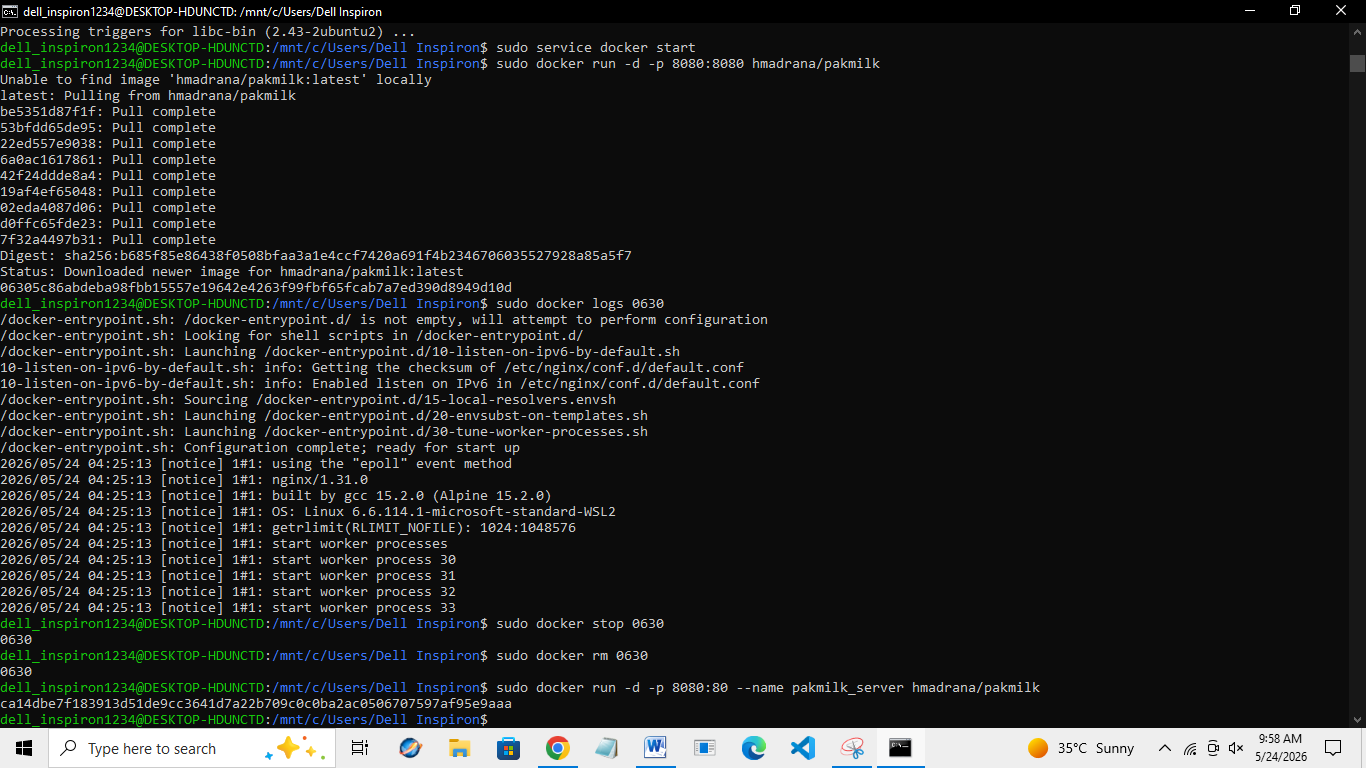 dell_inspiron1234@DESKTOP-HDUNCTD: /mnt/c/Users/Dell Inspiron
Processing triggers for libc-bin (2.43-2ubuntu2) ...
dell_inspiron1234@DESKTOP-HDUNCTD:/mnt/c/Users/Dell Inspiron$ sudo service docker start
dell_inspiron1234@DESKTOP-HDUNCTD:/mnt/c/Users/Dell Inspiron$ sudo docker run -d -p 8080:8080 hmadrana/pakmilk
Unable to find image 'hmadrana/pakmilk:latest' locally
latest: Pulling from hmadrana/pakmilk
be5351d87f1f: Pull complete
53bfdd65de95: Pull complete
22ed557e9038: Pull complete
6a0ac1617861: Pull complete
42f24ddde8a4: Pull complete
19af4ef65048: Pull complete
02eda4087d06: Pull complete
d0ffc65fde23: Pull complete
7f32a4497b31: Pull complete
Digest: sha256:b685f85e86438f0508bfaa3a1e4ccf7420a691f4b2346706035527928a85a5f7
Status: Downloaded newer image for hmadrana/pakmilk:latest
06305c86abdeba98fbb15557e19642e4263f99fbf65fcab7a7ed390d8949d10d
dell_inspiron1234@DESKTOP-HDUNCTD:/mnt/c/Users/Dell Inspiron$ sudo docker logs 0630
/docker-entrypoint.sh: /docker-entrypoint.d/ is not empty, will attempt to perform configuration
/docker-entrypoint.sh: Looking for shell scripts in /docker-entrypoint.d/
/docker-entrypoint.sh: Launching /docker-entrypoint.d/10-listen-on-ipv6-by-default.sh
10-listen-on-ipv6-by-default.sh: info: Getting the checksum of /etc/nginx/conf.d/default.conf
10-listen-on-ipv6-by-default.sh: info: Enabled listen on IPv6 in /etc/nginx/conf.d/default.conf
/docker-entrypoint.sh: Sourcing /docker-entrypoint.d/15-local-resolvers.envsh
/docker-entrypoint.sh: Launching /docker-entrypoint.d/20-envsubst-on-templates.sh
/docker-entrypoint.sh: Launching /docker-entrypoint.d/30-tune-worker-processes.sh
/docker-entrypoint.sh: Configuration complete; ready for start up
2026/05/24 04:25:13 [notice] 1#1: using the "epoll" event method
2026/05/24 04:25:13 [notice] 1#1: nginx/1.31.0
2026/05/24 04:25:13 [notice] 1#1: built by gcc 15.2.0 (Alpine 15.2.0)
2026/05/24 04:25:13 [notice] 1#1: OS: Linux 6.6.114.1-microsoft-standard-WSL2
2026/05/24 04:25:13 [notice] 1#1: getrlimit(RLIMIT_NOFILE): 1024:1048576
2026/05/24 04:25:13 [notice] 1#1: start worker processes
2026/05/24 04:25:13 [notice] 1#1: start worker process 30
2026/05/24 04:25:13 [notice] 1#1: start worker process 31
2026/05/24 04:25:13 [notice] 1#1: start worker process 32
2026/05/24 04:25:13 [notice] 1#1: start worker process 33
dell_inspiron1234@DESKTOP-HDUNCTD:/mnt/c/Users/Dell Inspiron$ sudo docker stop 0630
0630
dell_inspiron1234@DESKTOP-HDUNCTD:/mnt/c/Users/Dell Inspiron$ sudo docker rm 0630
0630
dell_inspiron1234@DESKTOP-HDUNCTD:/mnt/c/Users/Dell Inspiron$ sudo docker run -d -p 8080:80 --name pakmilk_server hmadrana/pakmilk
ca14dbe7f183913d51de9cc3641d7a22b709c0c0ba2ac0506707597af95e9aaa
dell_inspiron1234@DESKTOP-HDUNCTD:/mnt/c/Users/Dell Inspiron$
Type here to search
35°C Sunny
9:58 AM
5/24/2026